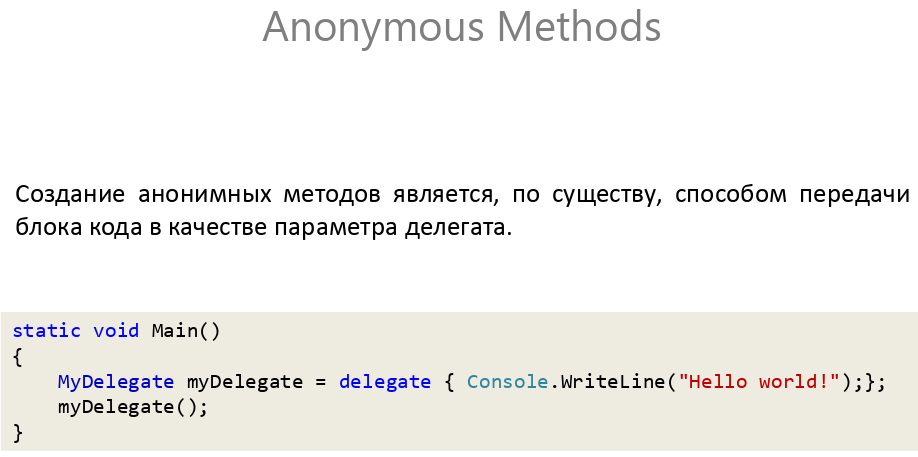 Anonymous Methods
Создание анонимных методов является, по существу, способом передачи
блока кода в качестве параметра делегата.
static void Main()
{
    MyDelegate myDelegate = delegate { Console.WriteLine("Hello world!");};
    myDelegate();
}